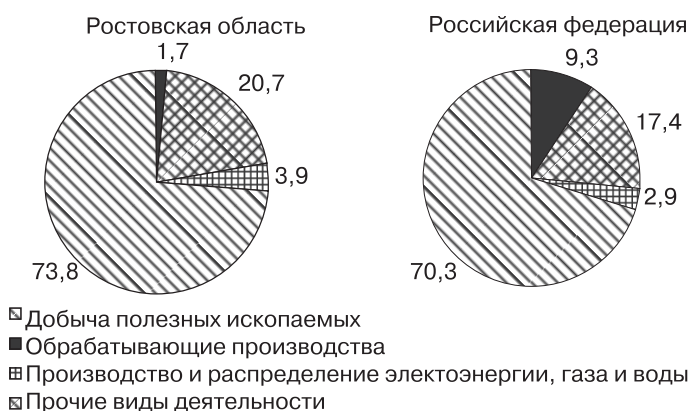 Ростовская область
1,7
20,7
3,9
73,8
Российская федерация
9,3
17,4
2,9
70,3
Добыча полезных ископаемых
Обрабатывающие производства
Производство и распределение электоэнергии, газа и воды
Прочие виды деятельности